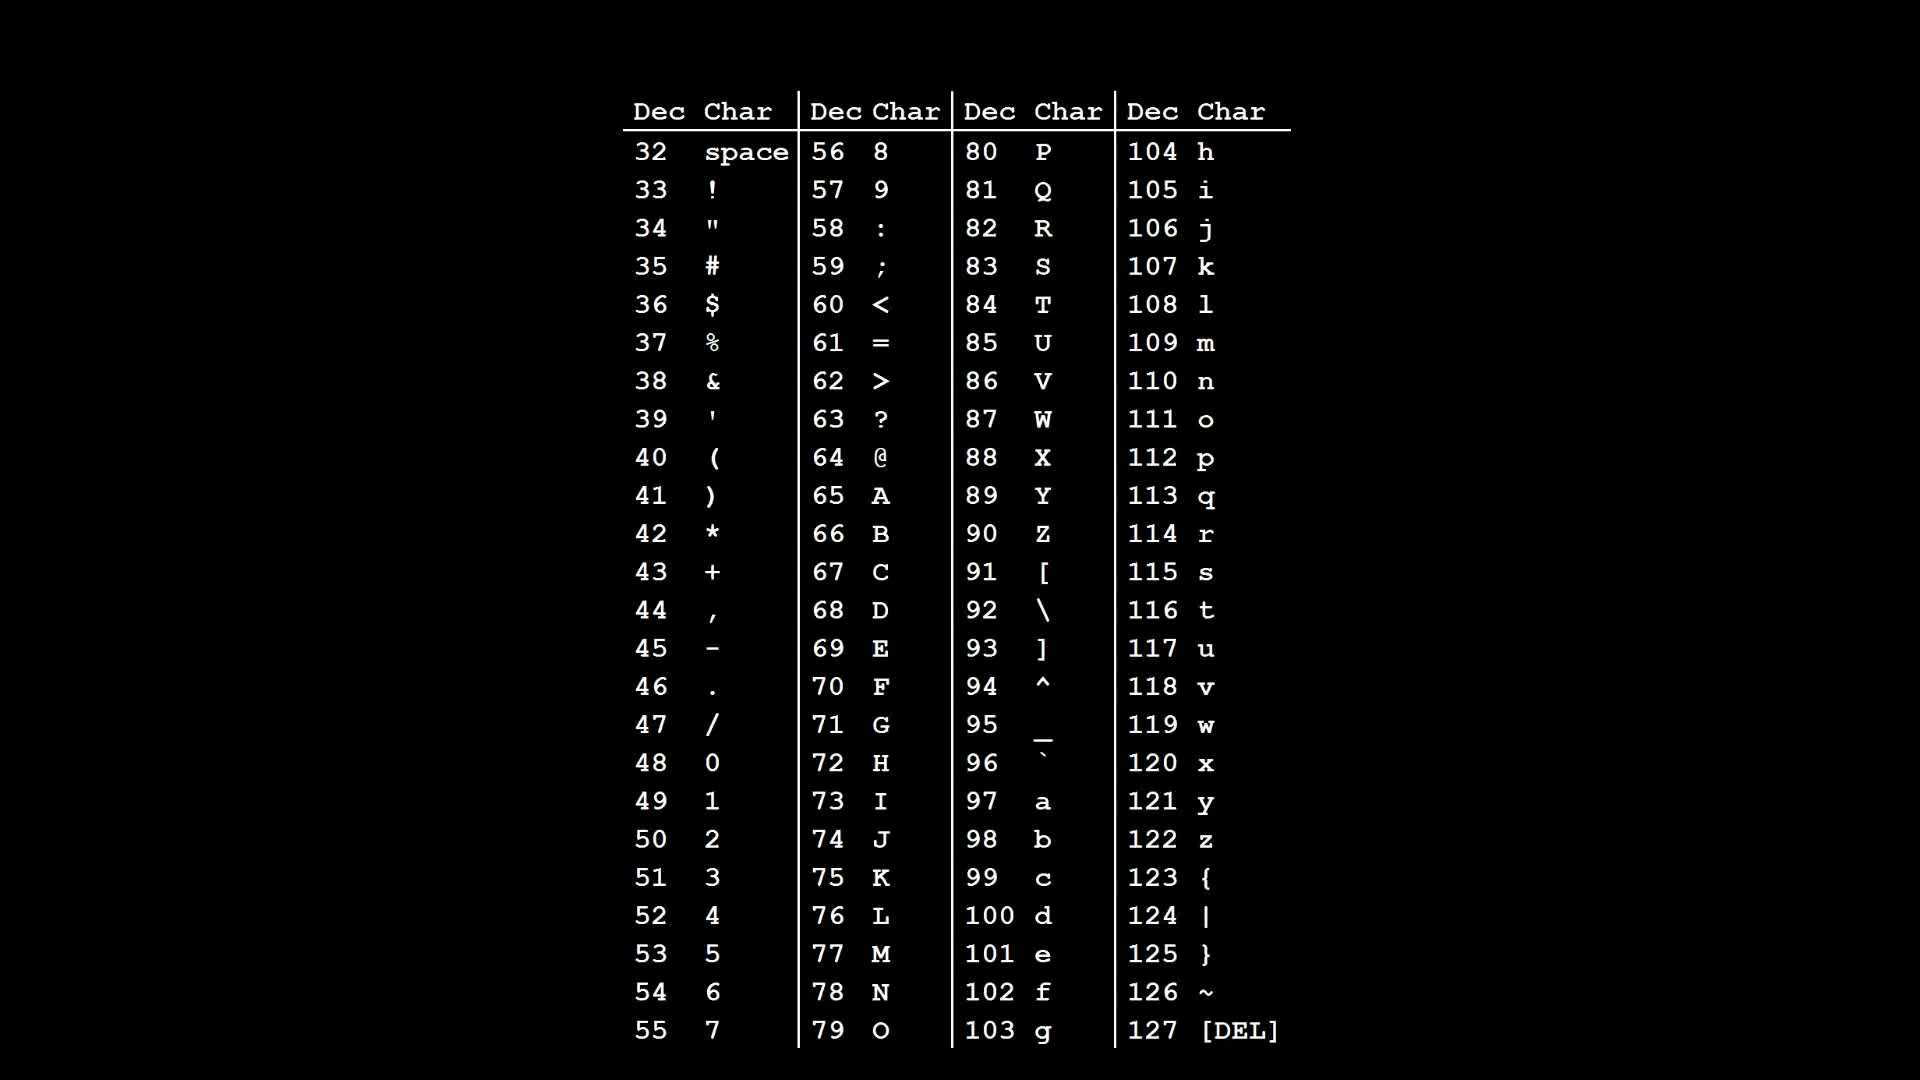 Dec Char Dec Char Dec Char Dec Char
32 space 56 8 80 P 104 h
33 ! 57 9 81 Q 105 i
34 " 58 : 82 R 106 j
35 # 59 ; 83 S 107 k
36 $ 60 < 84 T 108 l
37 % 61 = 85 U 109 m
38 & 62 > 86 V 110 n
39 ' 63 ? 87 W 111 o
40 ( 64 @ 88 X 112 p
41 ) 65 A 89 Y 113 q
42 * 66 B 90 Z 114 r
43 + 67 C 91 [ 115 s
44 , 68 D 92 \ 116 t
45 - 69 E 93 ] 117 u
46 . 70 F 94 ^ 118 v
47 / 71 G 95 _ 119 w
48 0 72 H 96 ` 120 x
49 1 73 I 97 a 121 y
50 2 74 J 98 b 122 z
51 3 75 K 99 c 123 {
52 4 76 L 100 d 124 |
53 5 77 M 101 e 125 }
54 6 78 N 102 f 126 ~
55 7 79 O 103 g 127 [DEL]